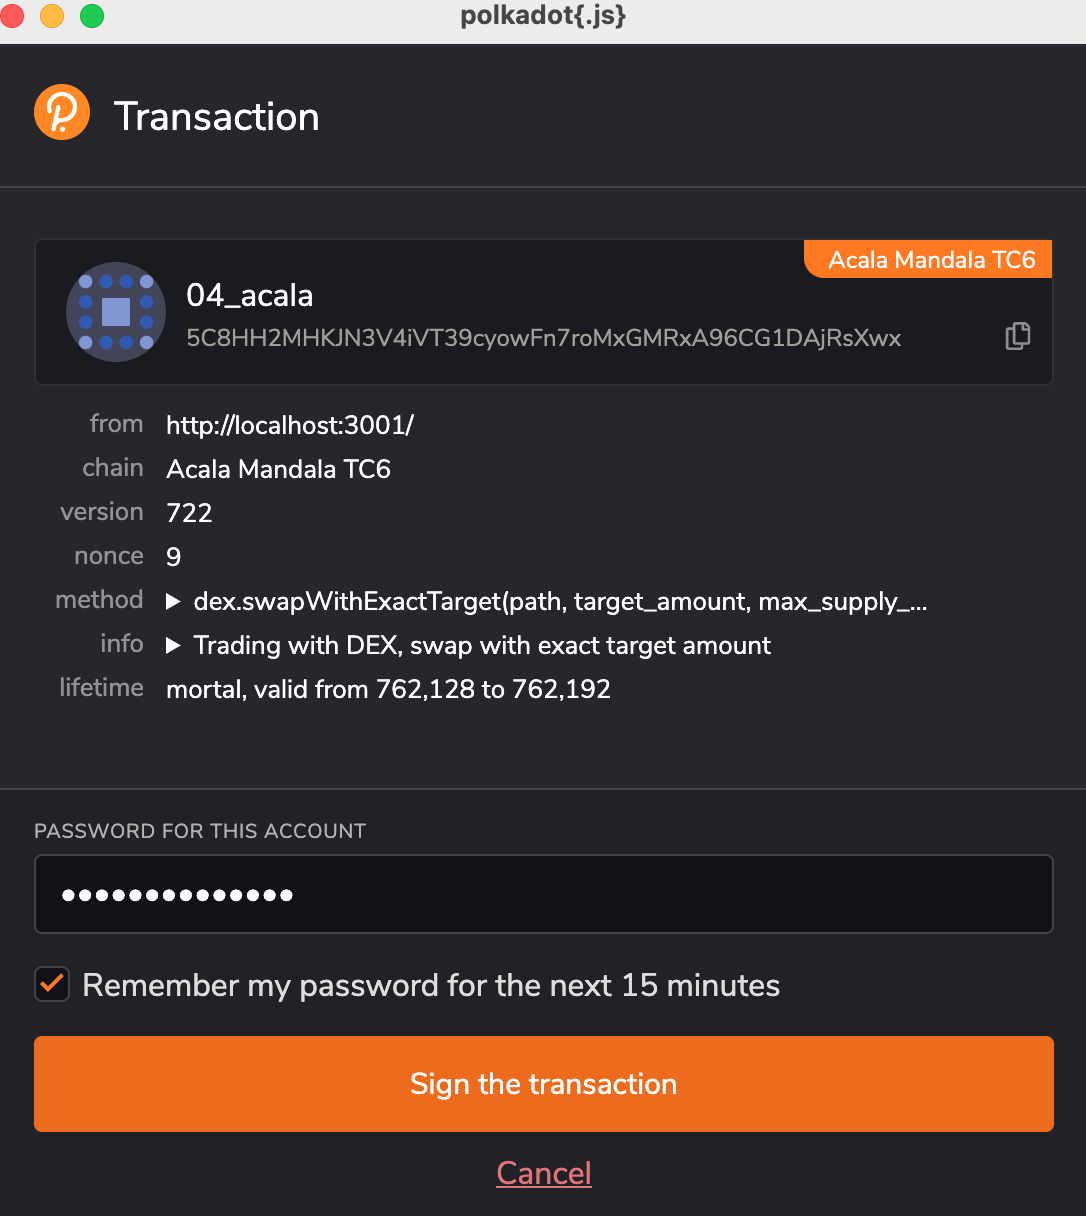 polkadot{.js}
Transaction
Acala Mandala TC6
04_acala
5C8HH2MHKJN3V4iVT39cyowFn7roMxGMRxA96CG1DAjRsXwx
from http://localhost:3001/
chain Acala Mandala TC6
version 722
nonce 9
method ▶ dex.swapWithExactTarget(path, target_amount, max_supply_...
info ▶ Trading with DEX, swap with exact target amount
lifetime mortal, valid from 762,128 to 762,192
PASSWORD FOR THIS ACCOUNT
••••••••••••••
Remember my password for the next 15 minutes
Sign the transaction
Cancel